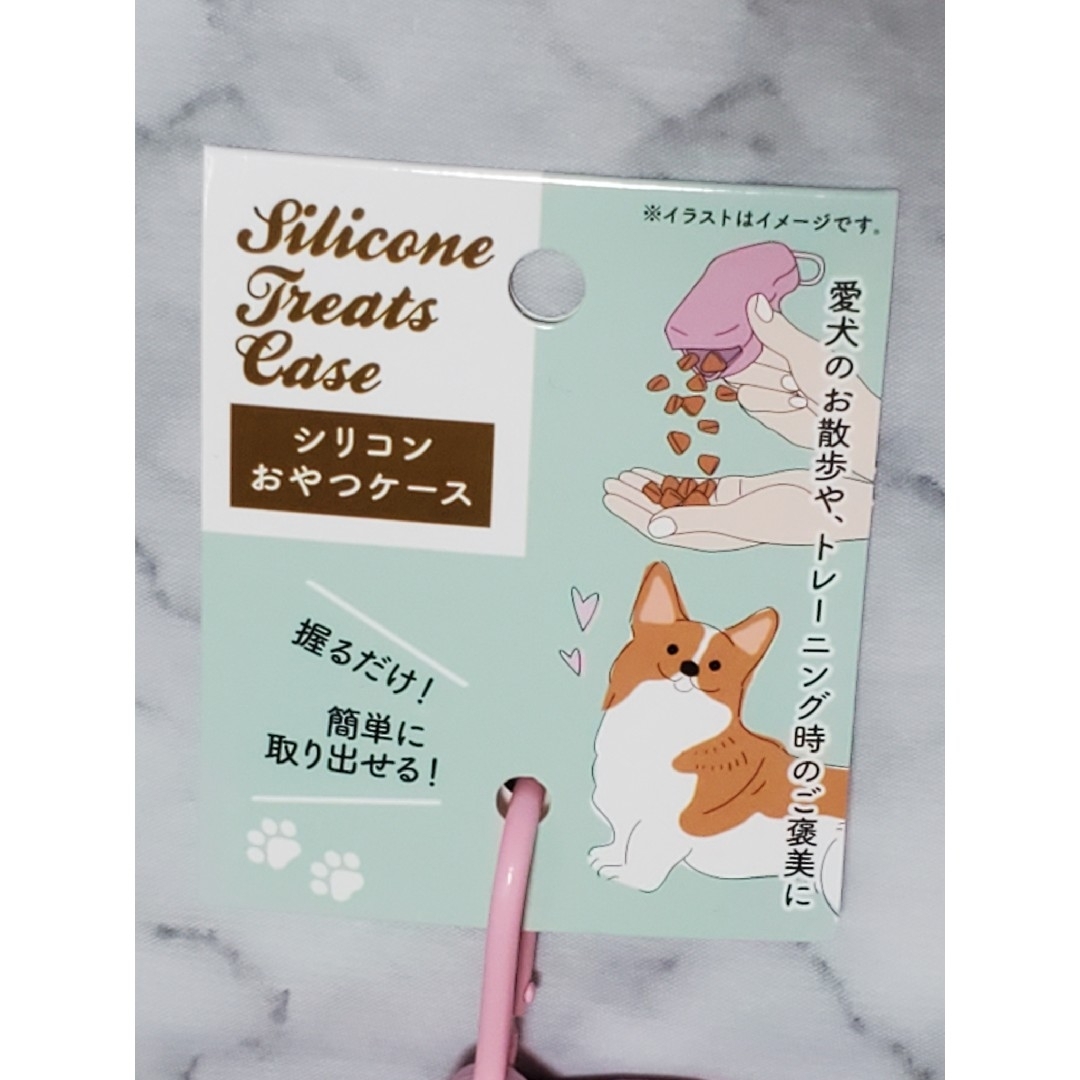 Silicone
Treats
Case
シリコン
おやつケース
※イラストはイメージです。
愛犬のお散歩や、トレーニング時のご褒美に
握るだけ！
簡単に
取り出せる！